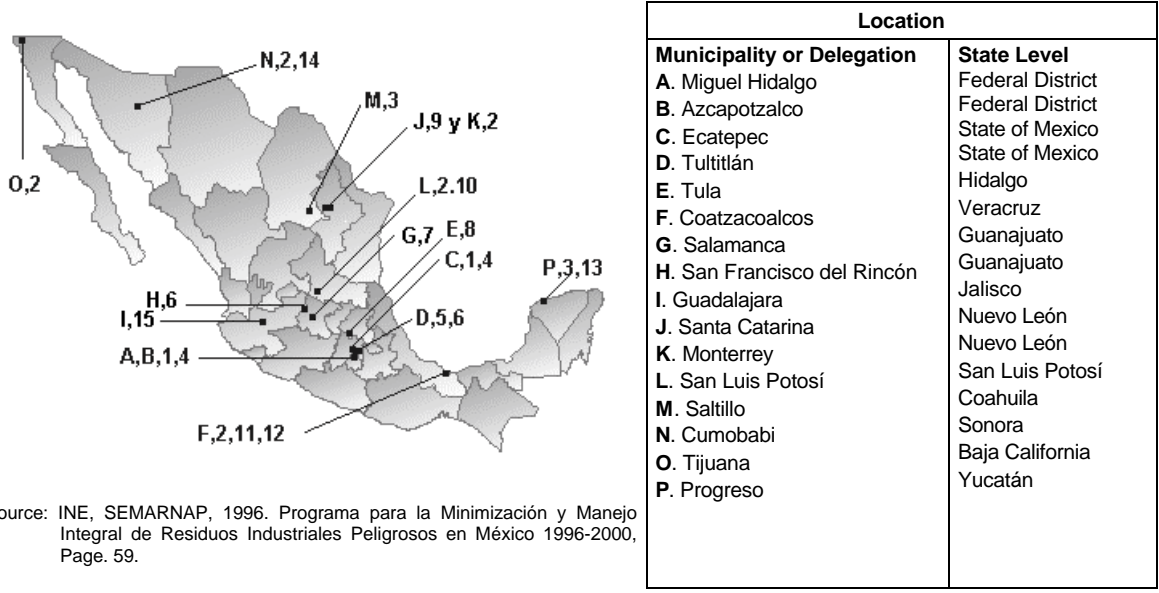 N,2,14
M,3
J,9 y K,2
O,2
L,2.10
E,8
G,7
C,1,4
P,3,13
H,6
I,15
D,5,6
A,B,1,4
F,2,11,12
ource: INE, SEMARNAP, 1996. Programa para la Minimización y Manejo
Integral de Residuos Industriales Peligrosos en México 1996-2000,
Page. 59.
Location
Municipality or Delegation State Level
A. Miguel Hidalgo Federal District
B. Azcapotzalco Federal District
C. Ecatepec State of Mexico
D. Tultitlán State of Mexico
E. Tula Hidalgo
F. Coatzacoalcos Veracruz
G. Salamanca Guanajuato
H. San Francisco del Rincón Guanajuato
I. Guadalajara Jalisco
J. Santa Catarina Nuevo León
K. Monterrey Nuevo León
L. San Luis Potosí San Luis Potosí
M. Saltillo Coahuila
N. Cumobabi Sonora
O. Tijuana Baja California
P. Progreso Yucatán